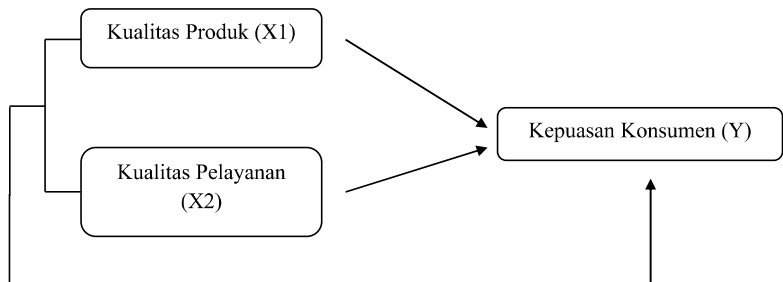 Kualitas Produk (X1)
Kepuasan Konsumen (Y)
Kualitas Pelayanan
(X2)